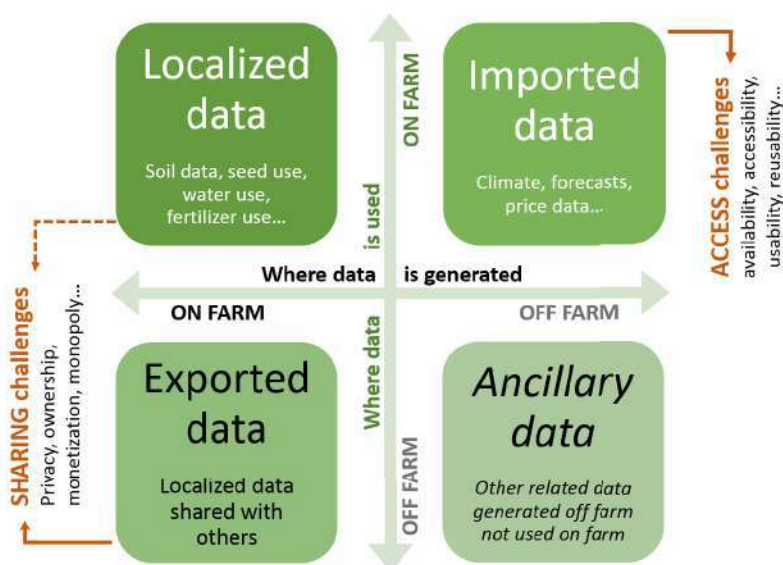 Localized
data
Soil data, seed use,
water use,
fertilizer use...
ON FARM
is used
Imported
data
Climate, forecasts,
price data...
ACCESS challenges
availability, accessibility,
usability, reusability...
Where data is generated
ON FARM
OFF FARM
SHARING challenges
Privacy, ownership,
monetization, monopoly...
Exported
data
Localized data
shared with
others
Where data
OFF FARM
Ancillary
data
Other related data
generated off farm
not used on farm